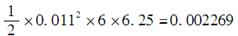 1/2 × 0. 011² × 6 × 6. 25 = 0. 002269